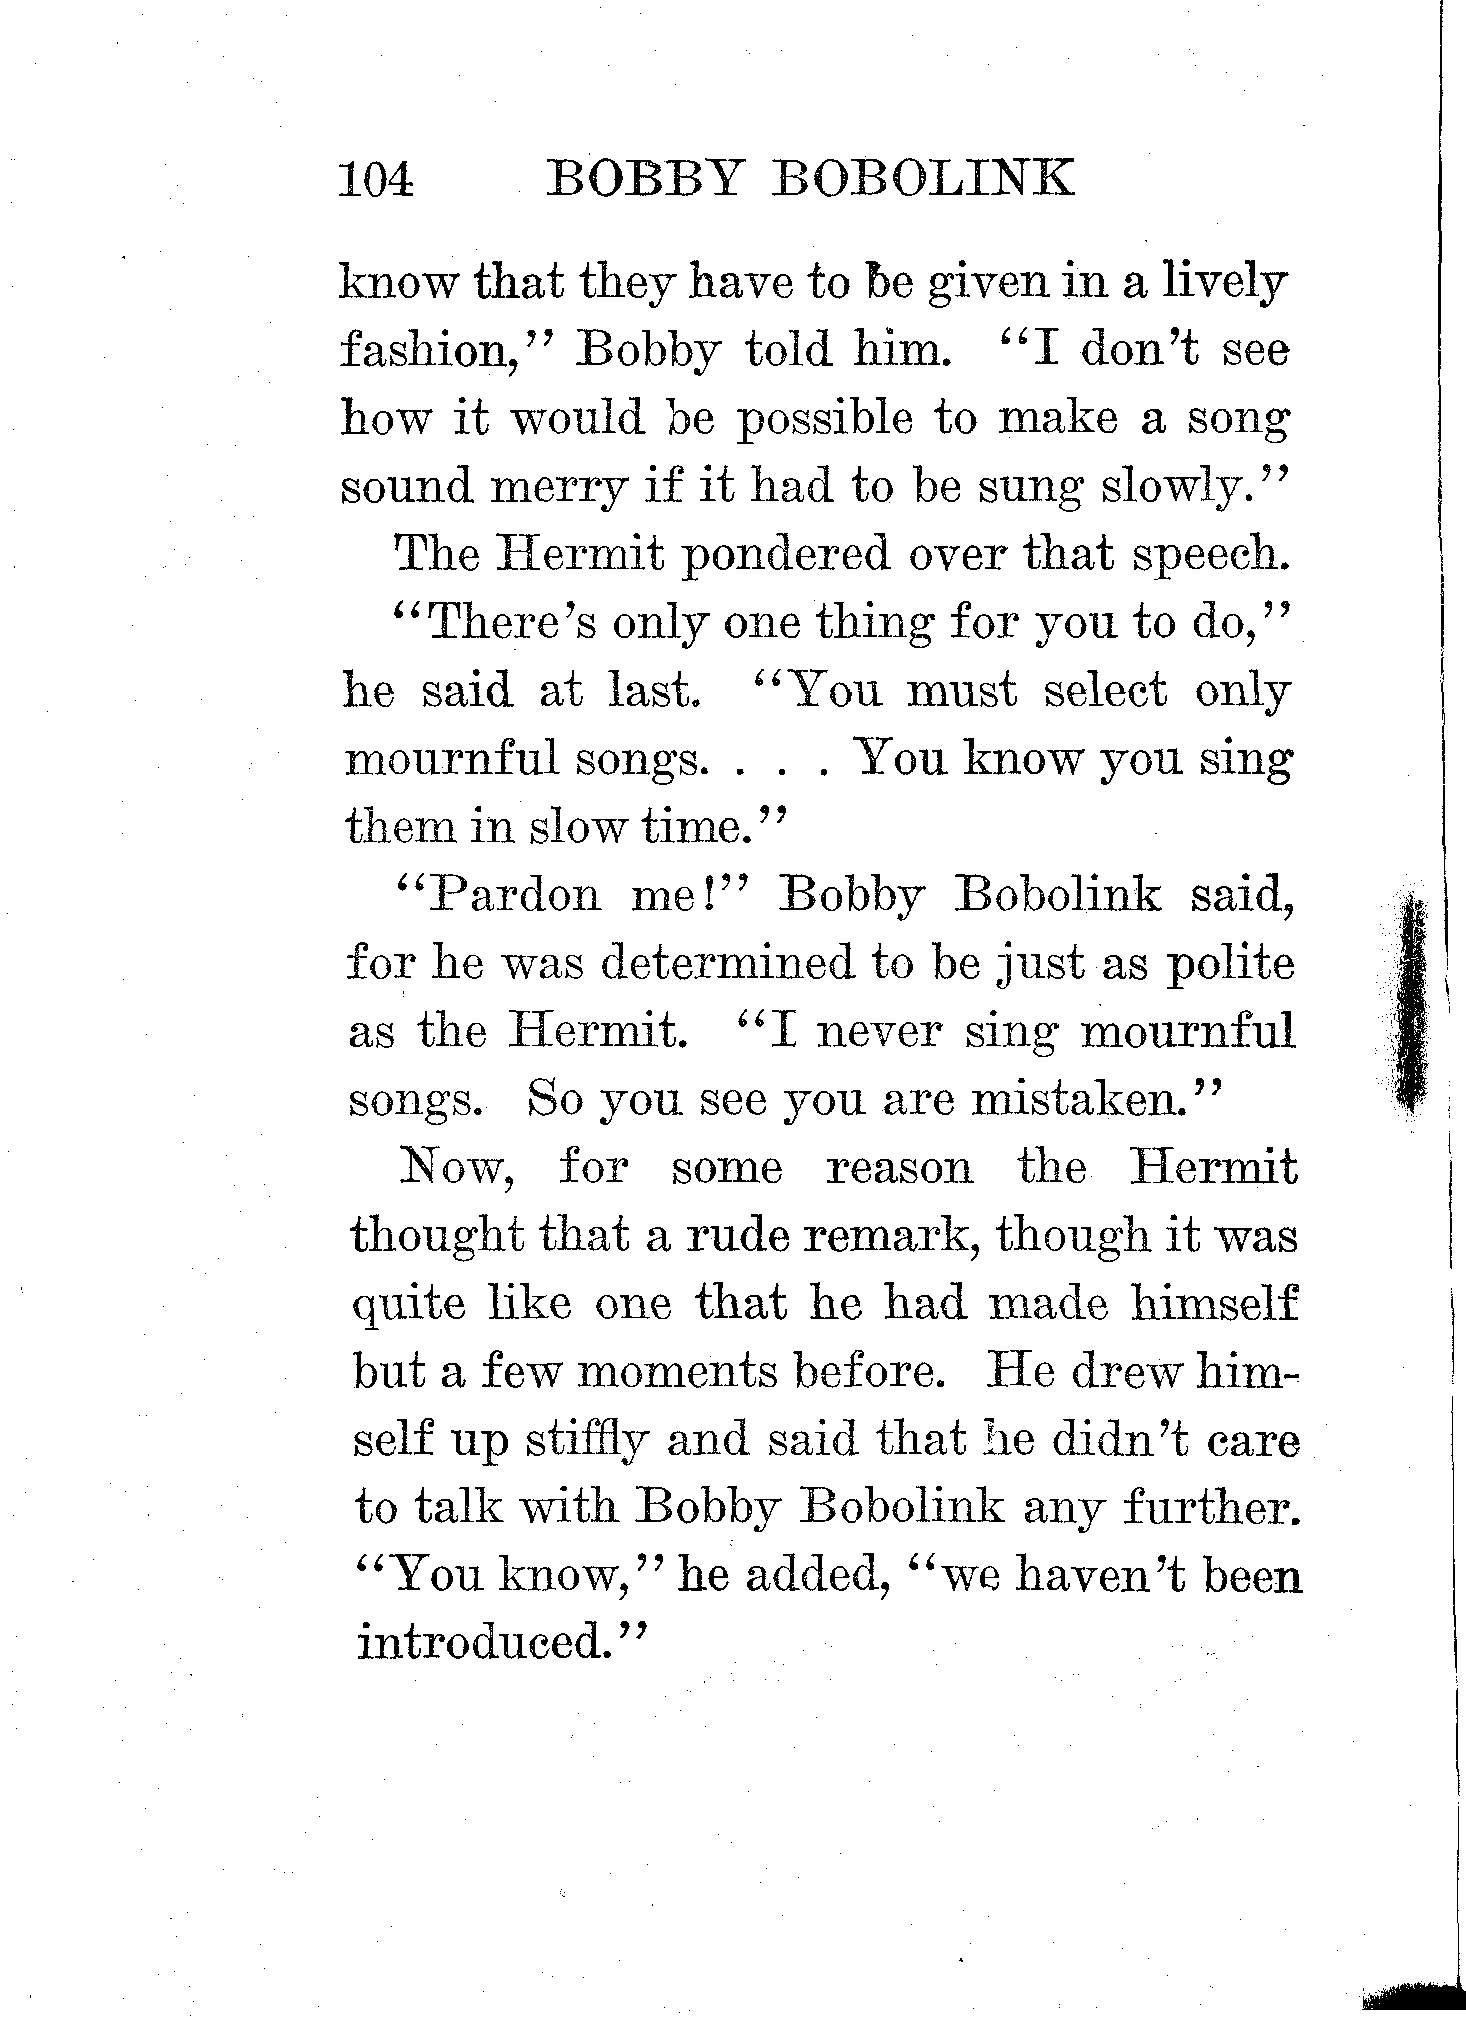 104 BOBBY BOBOLINK
know that they have to be given in a lively
fashion," Bobby told him. "I don't see
how it would be possible to make a song
sound merry if it had to be sung slowly."
The Hermit pondered over that speech.
"There's only one thing for you to do,"
he said at last. "You must select only
mournful songs. . . . You know you sing
them in slow time."
"Pardon me!" Bobby Bobolink said,
for he was determined to be just as polite
as the Hermit. "I never sing mournful
songs. So you see you are mistaken."
Now, for some reason the Hermit
thought that a rude remark, though it was
quite like one that he had made himself
but a few moments before. He drew him-
self up stiffly and said that he didn't care
to talk with Bobby Bobolink any further.
"You know," he added, "we haven't been
introduced."